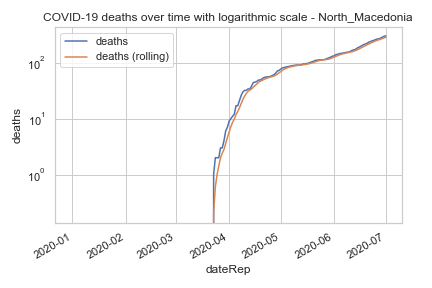 COVID-19 deaths over time with logarithmic scale - North_Macedonia
deaths
deaths (rolling)
10²
10¹
10⁰
deaths
2020-01
2020-02
2020-03
2020-04
2020-05
2020-06
2020-07
dateRep